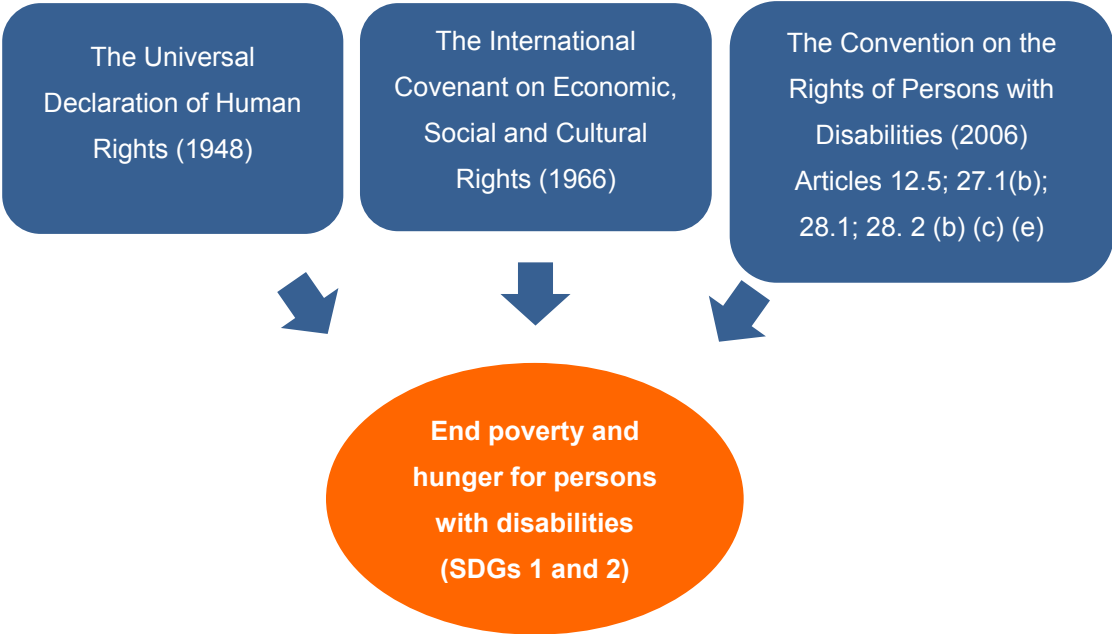 The Universal
Declaration of Human
Rights (1948)
The International
Covenant on Economic,
Social and Cultural
Rights (1966)
The Convention on the
Rights of Persons with
Disabilities (2006)
Articles 12.5; 27.1(b);
28.1; 28. 2 (b) (c) (e)
End poverty and
hunger for persons
with disabilities
(SDGs 1 and 2)